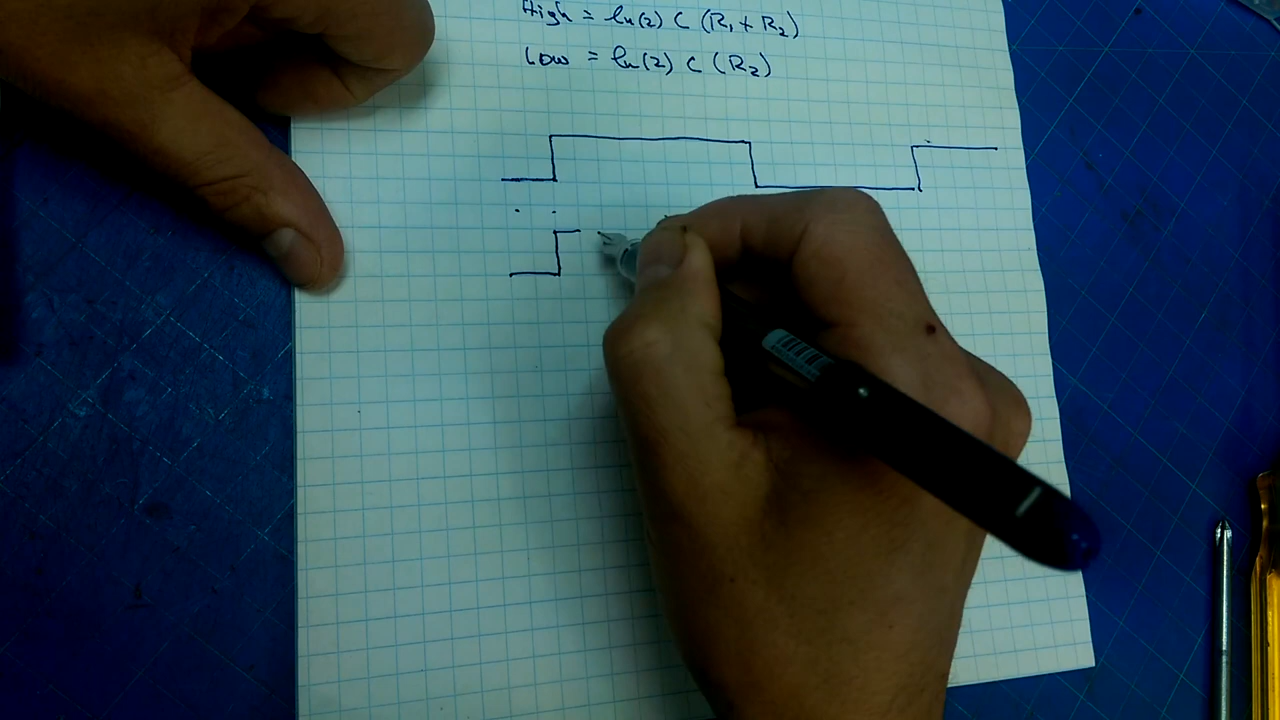 High = ln(2) C (R₁ + R₂)
Low = ln(2) C (R₂)